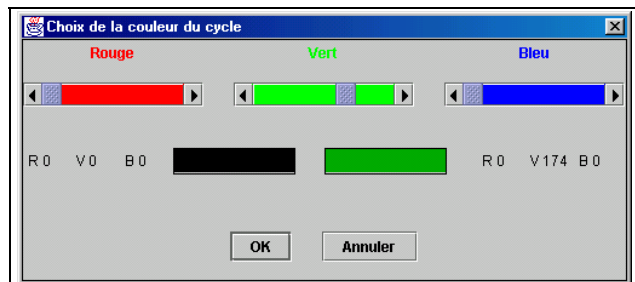 Choix de la couleur du cycle
Rouge Vert Bleu
R 0 V 0 B 0 R 0 V 174 B 0
OK Annuler